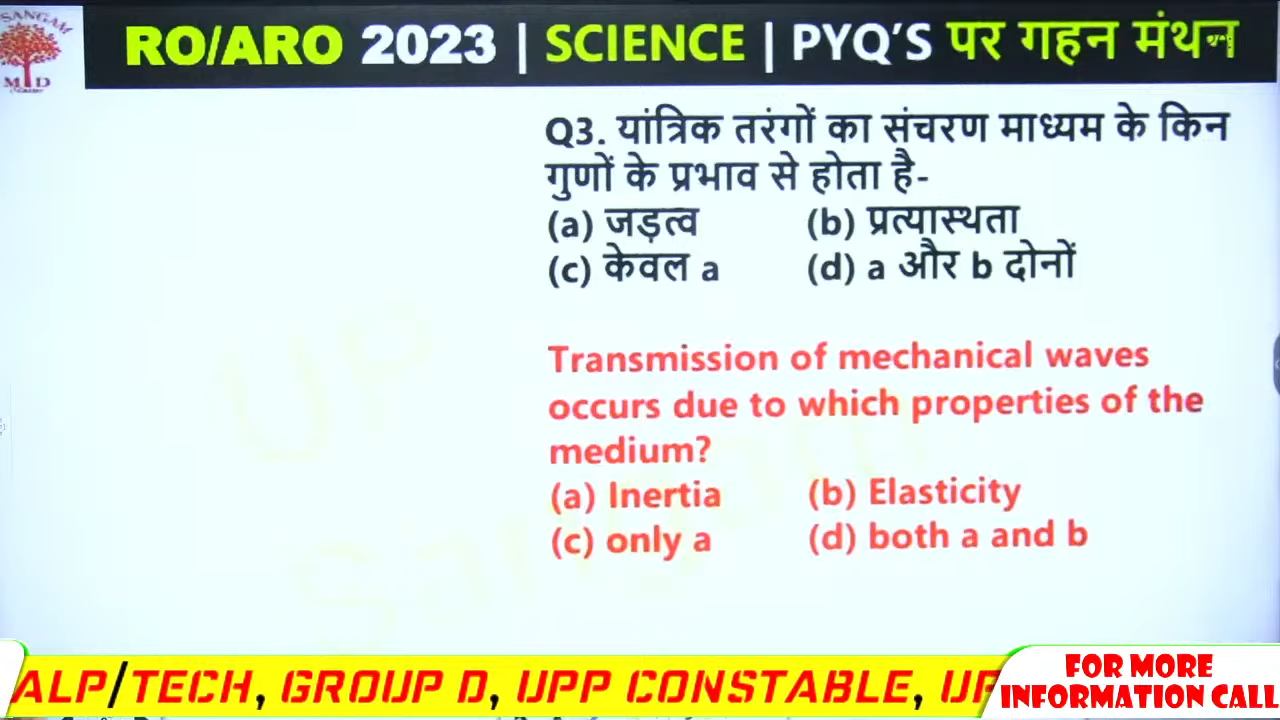 SANGAM
RO/ARO 2023 | SCIENCE | PYQ'S पर गहन मंथन
Q3. यांत्रिक तरंगों का संचरण माध्यम के किन
गुणों के प्रभाव से होता है-
(a) जड़त्व (b) प्रत्यास्थता
(c) केवल a (d) a और b दोनों
Transmission of mechanical waves
occurs due to which properties of the
medium?
(a) Inertia (b) Elasticity
(c) only a (d) both a and b
ALP/TECH, GROUP D, UPP CONSTABLE, UP
FOR MORE
INFORMATION CALL